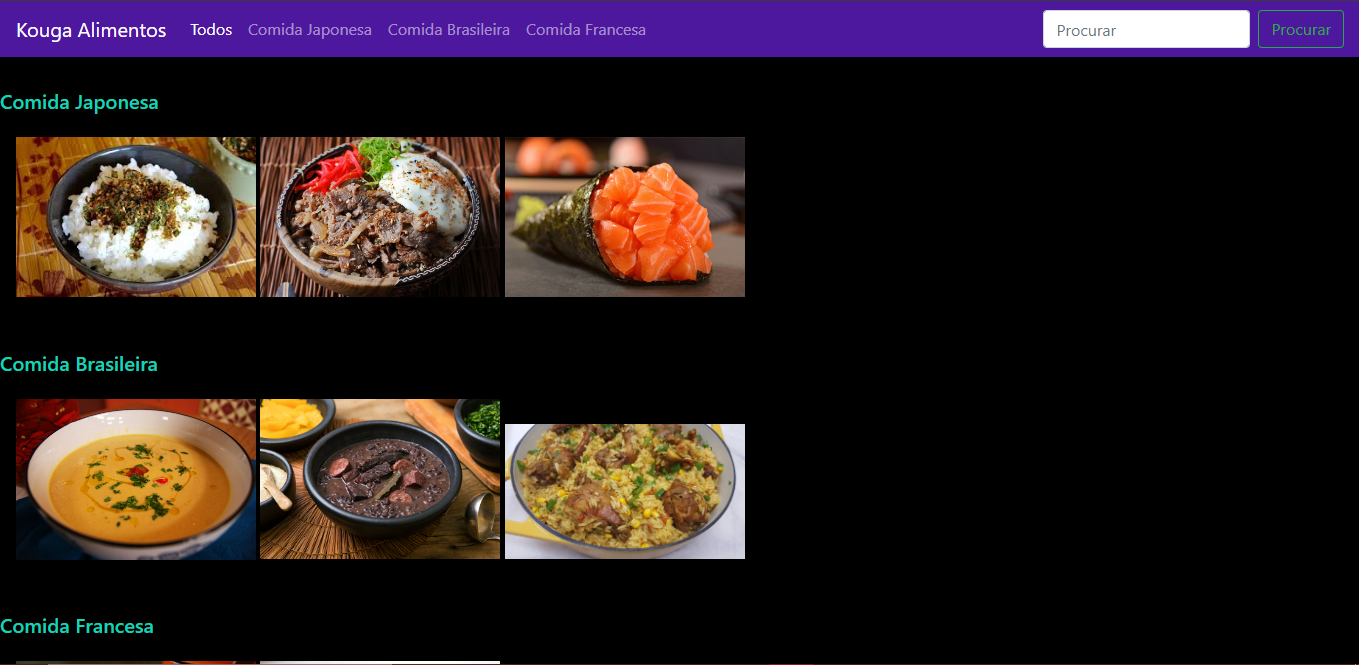 Kouga Alimentos Todos Comida Japonesa Comida Brasileira Comida Francesa Procurar Procurar
Comida Japonesa
Comida Brasileira
Comida Francesa